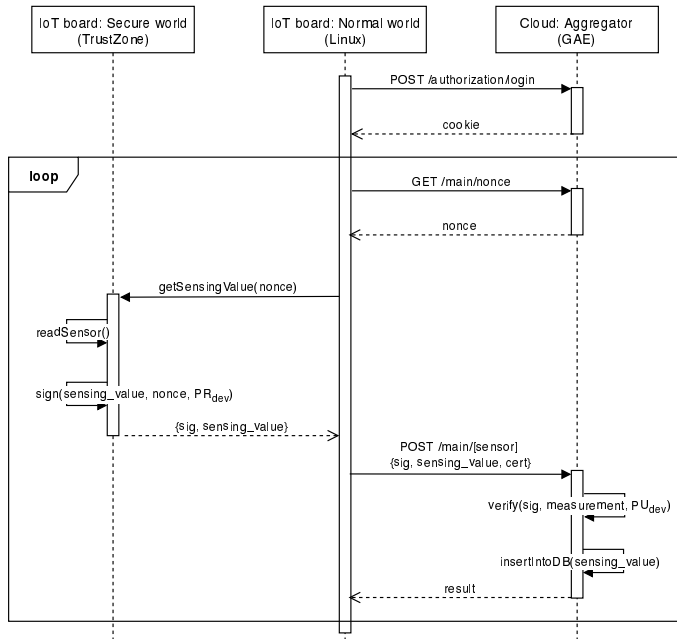 IoT board: Secure world
(TrustZone)
IoT board: Normal world
(Linux)
Cloud: Aggregator
(GAE)
POST /authorization/login
cookie
loop
GET /main/nonce
nonce
getSensingValue(nonce)
readSensor()
sign(sensing_value, nonce, PRdev)
{sig, sensing_value}
POST /main/[sensor]
{sig, sensing_value, cert}
verify(sig, measurement, PUdev)
insertIntoDB(sensing_value)
result